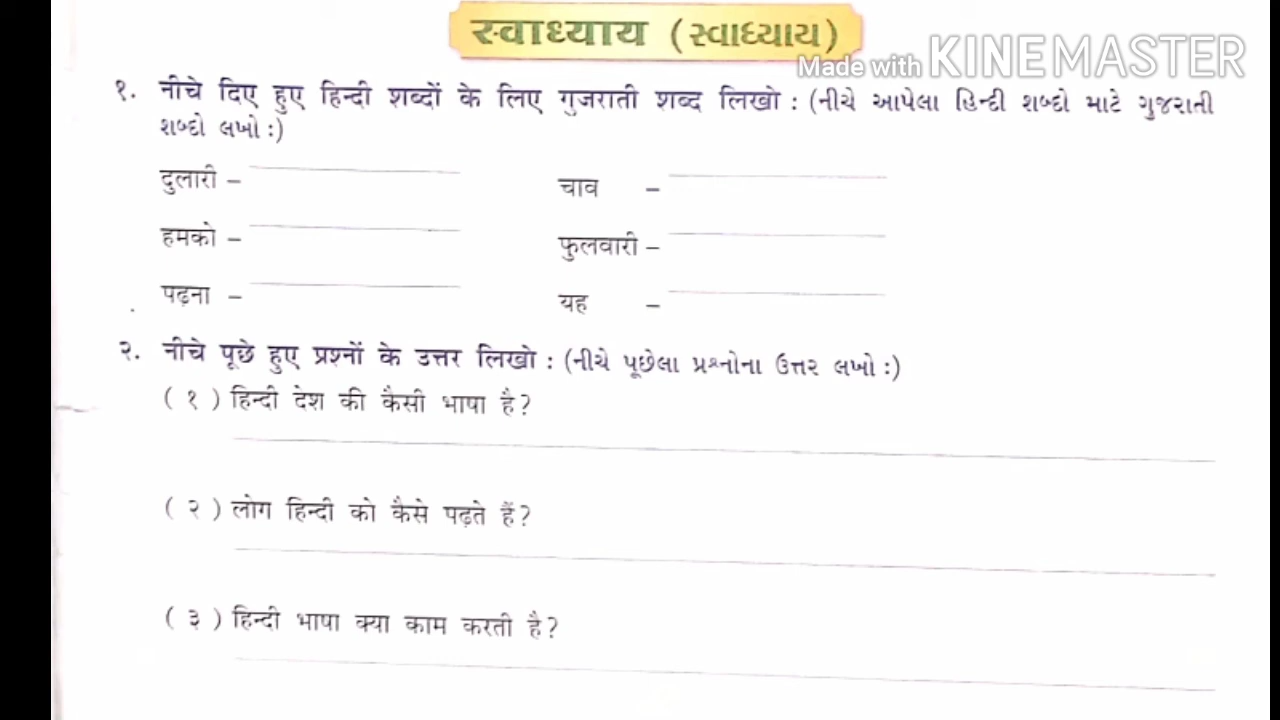 स्वाध्याय (સ્વાધ્યાય)
Made with KINEMASTER
१. नीचे दिए हुए हिन्दी शब्दों के लिए गुजराती शब्द लिखो : (નીચે આપેલા હિન્દી શબ્દો માટે ગુજરાતી
શબ્દો લખો :)
दुलारी – चाव –
हमको – फुलवारी –
पढ़ना – यह –
२. नीचे पूछे हुए प्रश्नों के उत्तर लिखो : (નીચે પૂછેલા પ્રશ્નોના ઉત્તર લખો :)
( १ ) हिन्दी देश की कैसी भाषा है?
( २ ) लोग हिन्दी को कैसे पढ़ते हैं?
( ३ ) हिन्दी भाषा क्या काम करती है?